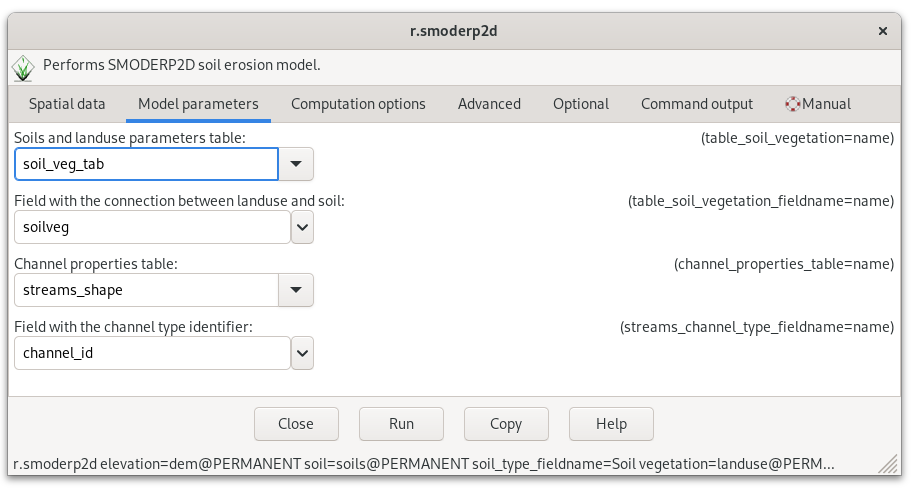 r.smoderp2d
Performs SMODERP2D soil erosion model.
Spatial data Model parameters Computation options Advanced Optional Command output Manual
Soils and landuse parameters table: (table_soil_vegetation=name)
soil_veg_tab
Field with the connection between landuse and soil: (table_soil_vegetation_fieldname=name)
soilveg
Channel properties table: (channel_properties_table=name)
streams_shape
Field with the channel type identifier: (streams_channel_type_fieldname=name)
channel_id
Close Run Copy Help
r.smoderp2d elevation=dem@PERMANENT soil=soils@PERMANENT soil_type_fieldname=Soil vegetation=landuse@PERM...